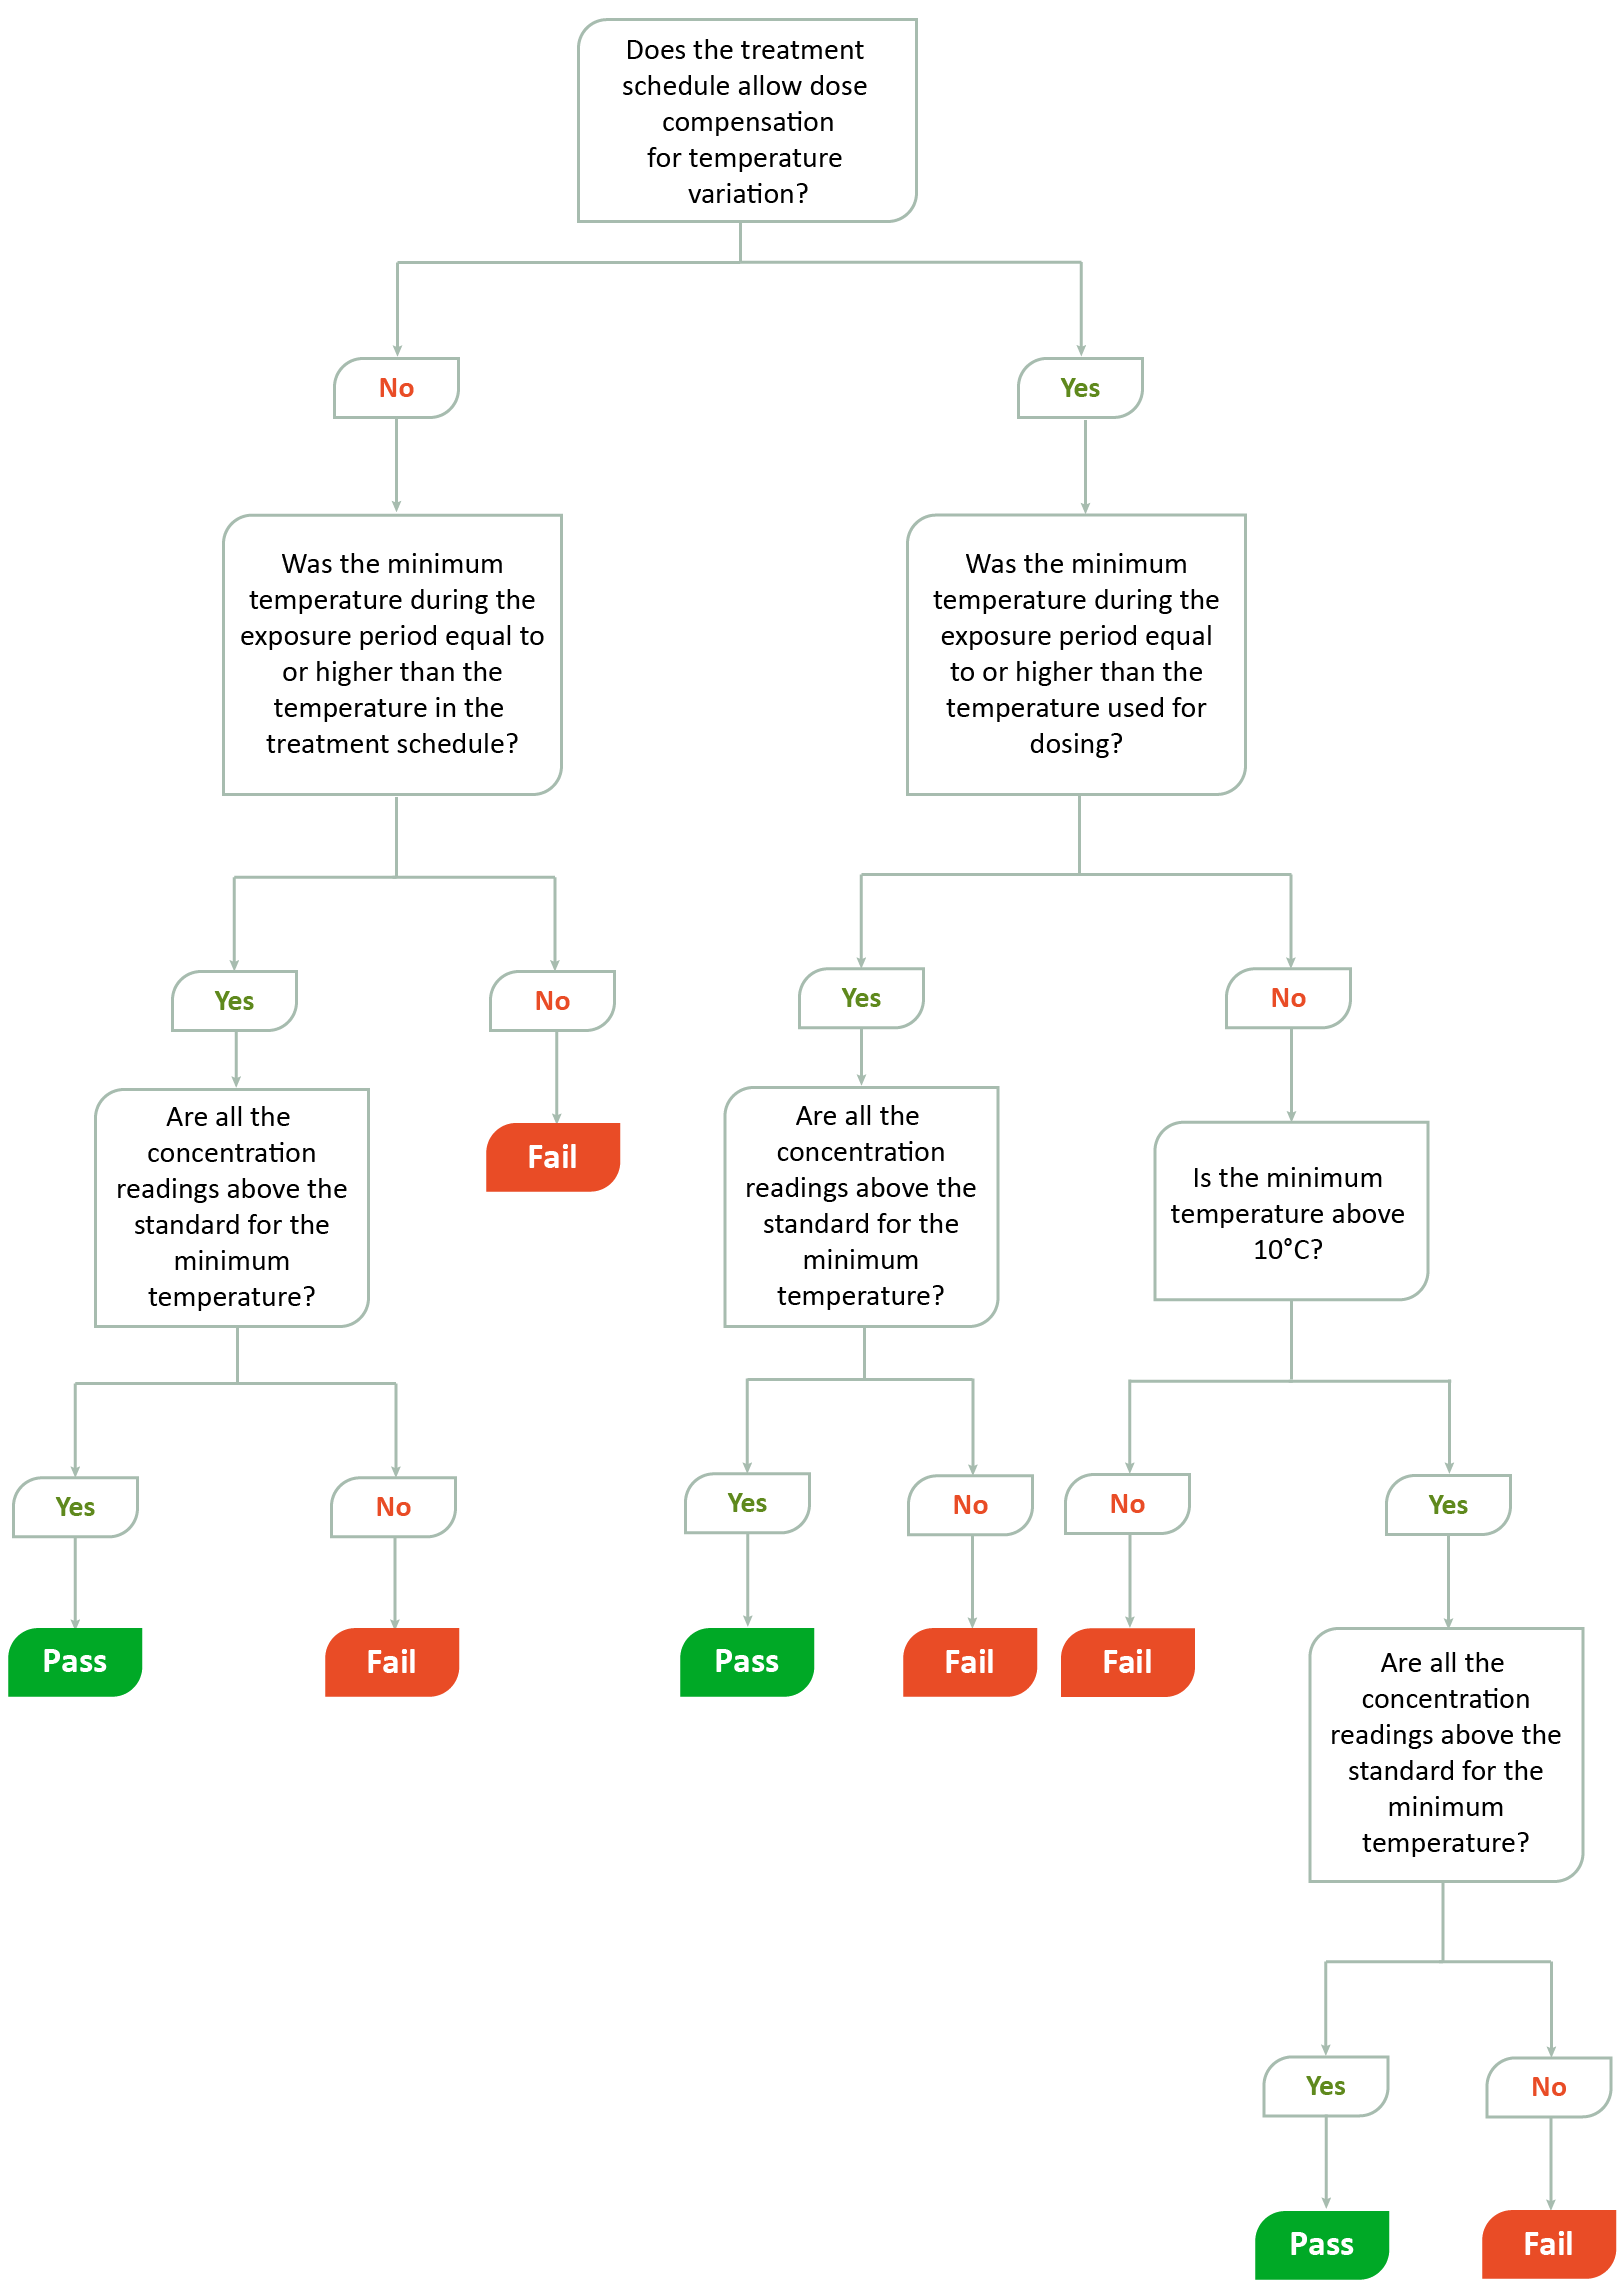 Does the treatment
schedule allow dose
compensation
for temperature
variation?
No
Yes
Was the minimum
temperature during the
exposure period equal to
or higher than the
temperature in the
treatment schedule?
Was the minimum
temperature during the
exposure period equal
to or higher than the
temperature used for
dosing?
Yes
No
Yes
No
Are all the
concentration
readings above the
standard for the
minimum
temperature?
Fail
Are all the
concentration
readings above the
standard for the
minimum
temperature?
Is the minimum
temperature above
10°C?
Yes
No
Yes
No
No
Yes
Pass
Fail
Pass
Fail
Fail
Are all the
concentration
readings above the
standard for the
minimum
temperature?
Yes
No
Pass
Fail